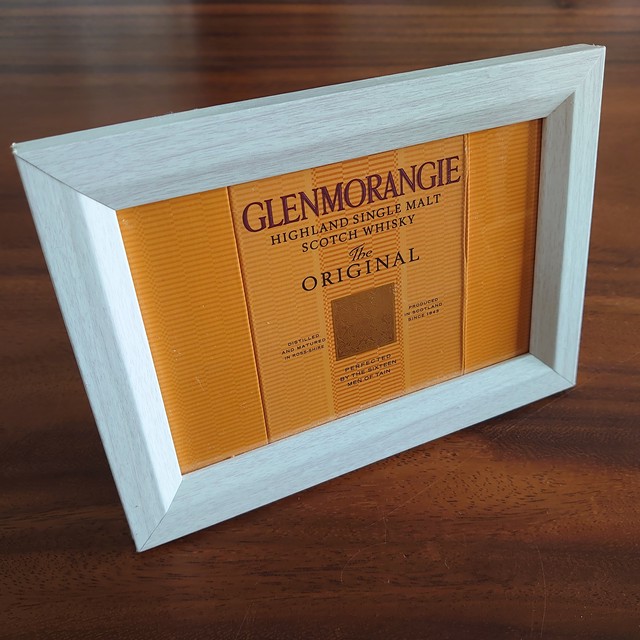 GLENMORANGIE
HIGHLAND SINGLE MALT
SCOTCH WHISKY
The
ORIGINAL
DISTILLED
AND MATURED
IN ROSS-SHIRE
PRODUCED
IN SCOTLAND
SINCE 1843
PERFECTED
BY THE SIXTEEN
MEN OF TAIN